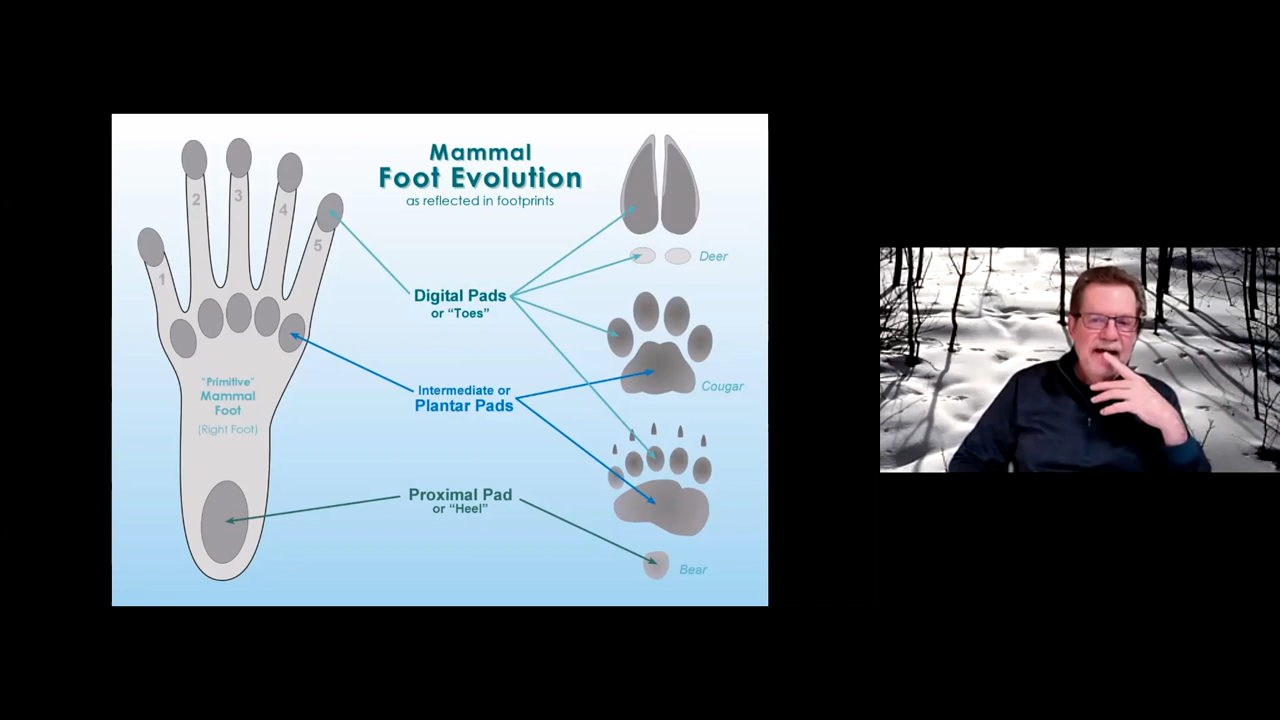 Mammal
Foot Evolution
as reflected in footprints
2
3
4
5
1
Deer
Digital Pads
or “Toes”
"Primitive"
Mammal
Foot
(Right Foot)
Intermediate or
Plantar Pads
Cougar
Proximal Pad
or “Heel”
Bear